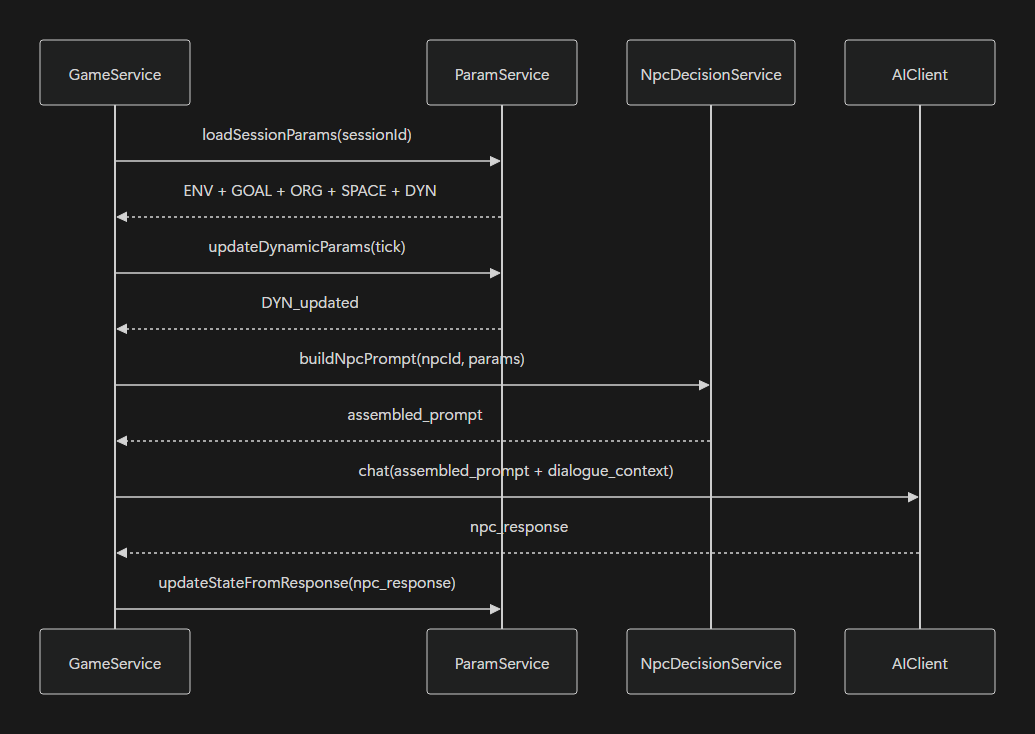 GameService
ParamService
NpcDecisionService
AIClient
loadSessionParams(sessionId)
ENV + GOAL + ORG + SPACE + DYN
updateDynamicParams(tick)
DYN_updated
buildNpcPrompt(npcId, params)
assembled_prompt
chat(assembled_prompt + dialogue_context)
npc_response
updateStateFromResponse(npc_response)
GameService
ParamService
NpcDecisionService
AIClient